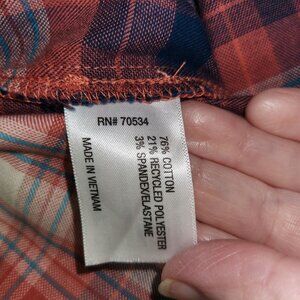 RN# 70534
76% COTTON
21% RECYCLED POLYESTER
3% SPANDEX/ELASTANE
MADE IN VIETNAM